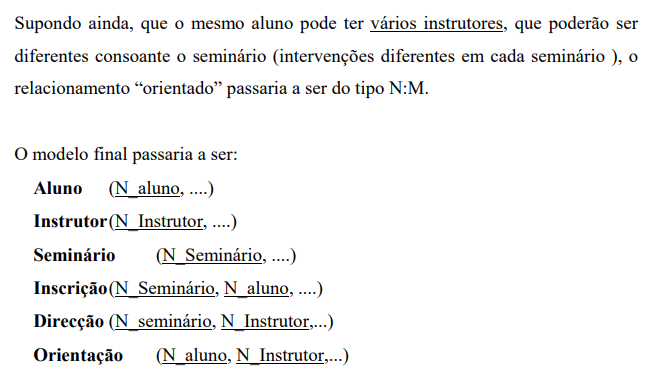 Supondo ainda, que o mesmo aluno pode ter vários instrutores, que poderão ser
diferentes consoante o seminário (intervenções diferentes em cada seminário ), o
relacionamento “orientado” passaria a ser do tipo N:M.
O modelo final passaria a ser:
Aluno (N_aluno, ....)
Instrutor(N_Instrutor, ....)
Seminário (N_Seminário, ....)
Inscrição(N_Seminário, N_aluno, ....)
Direcção (N_seminário, N_Instrutor,...)
Orientação (N_aluno, N_Instrutor,...)